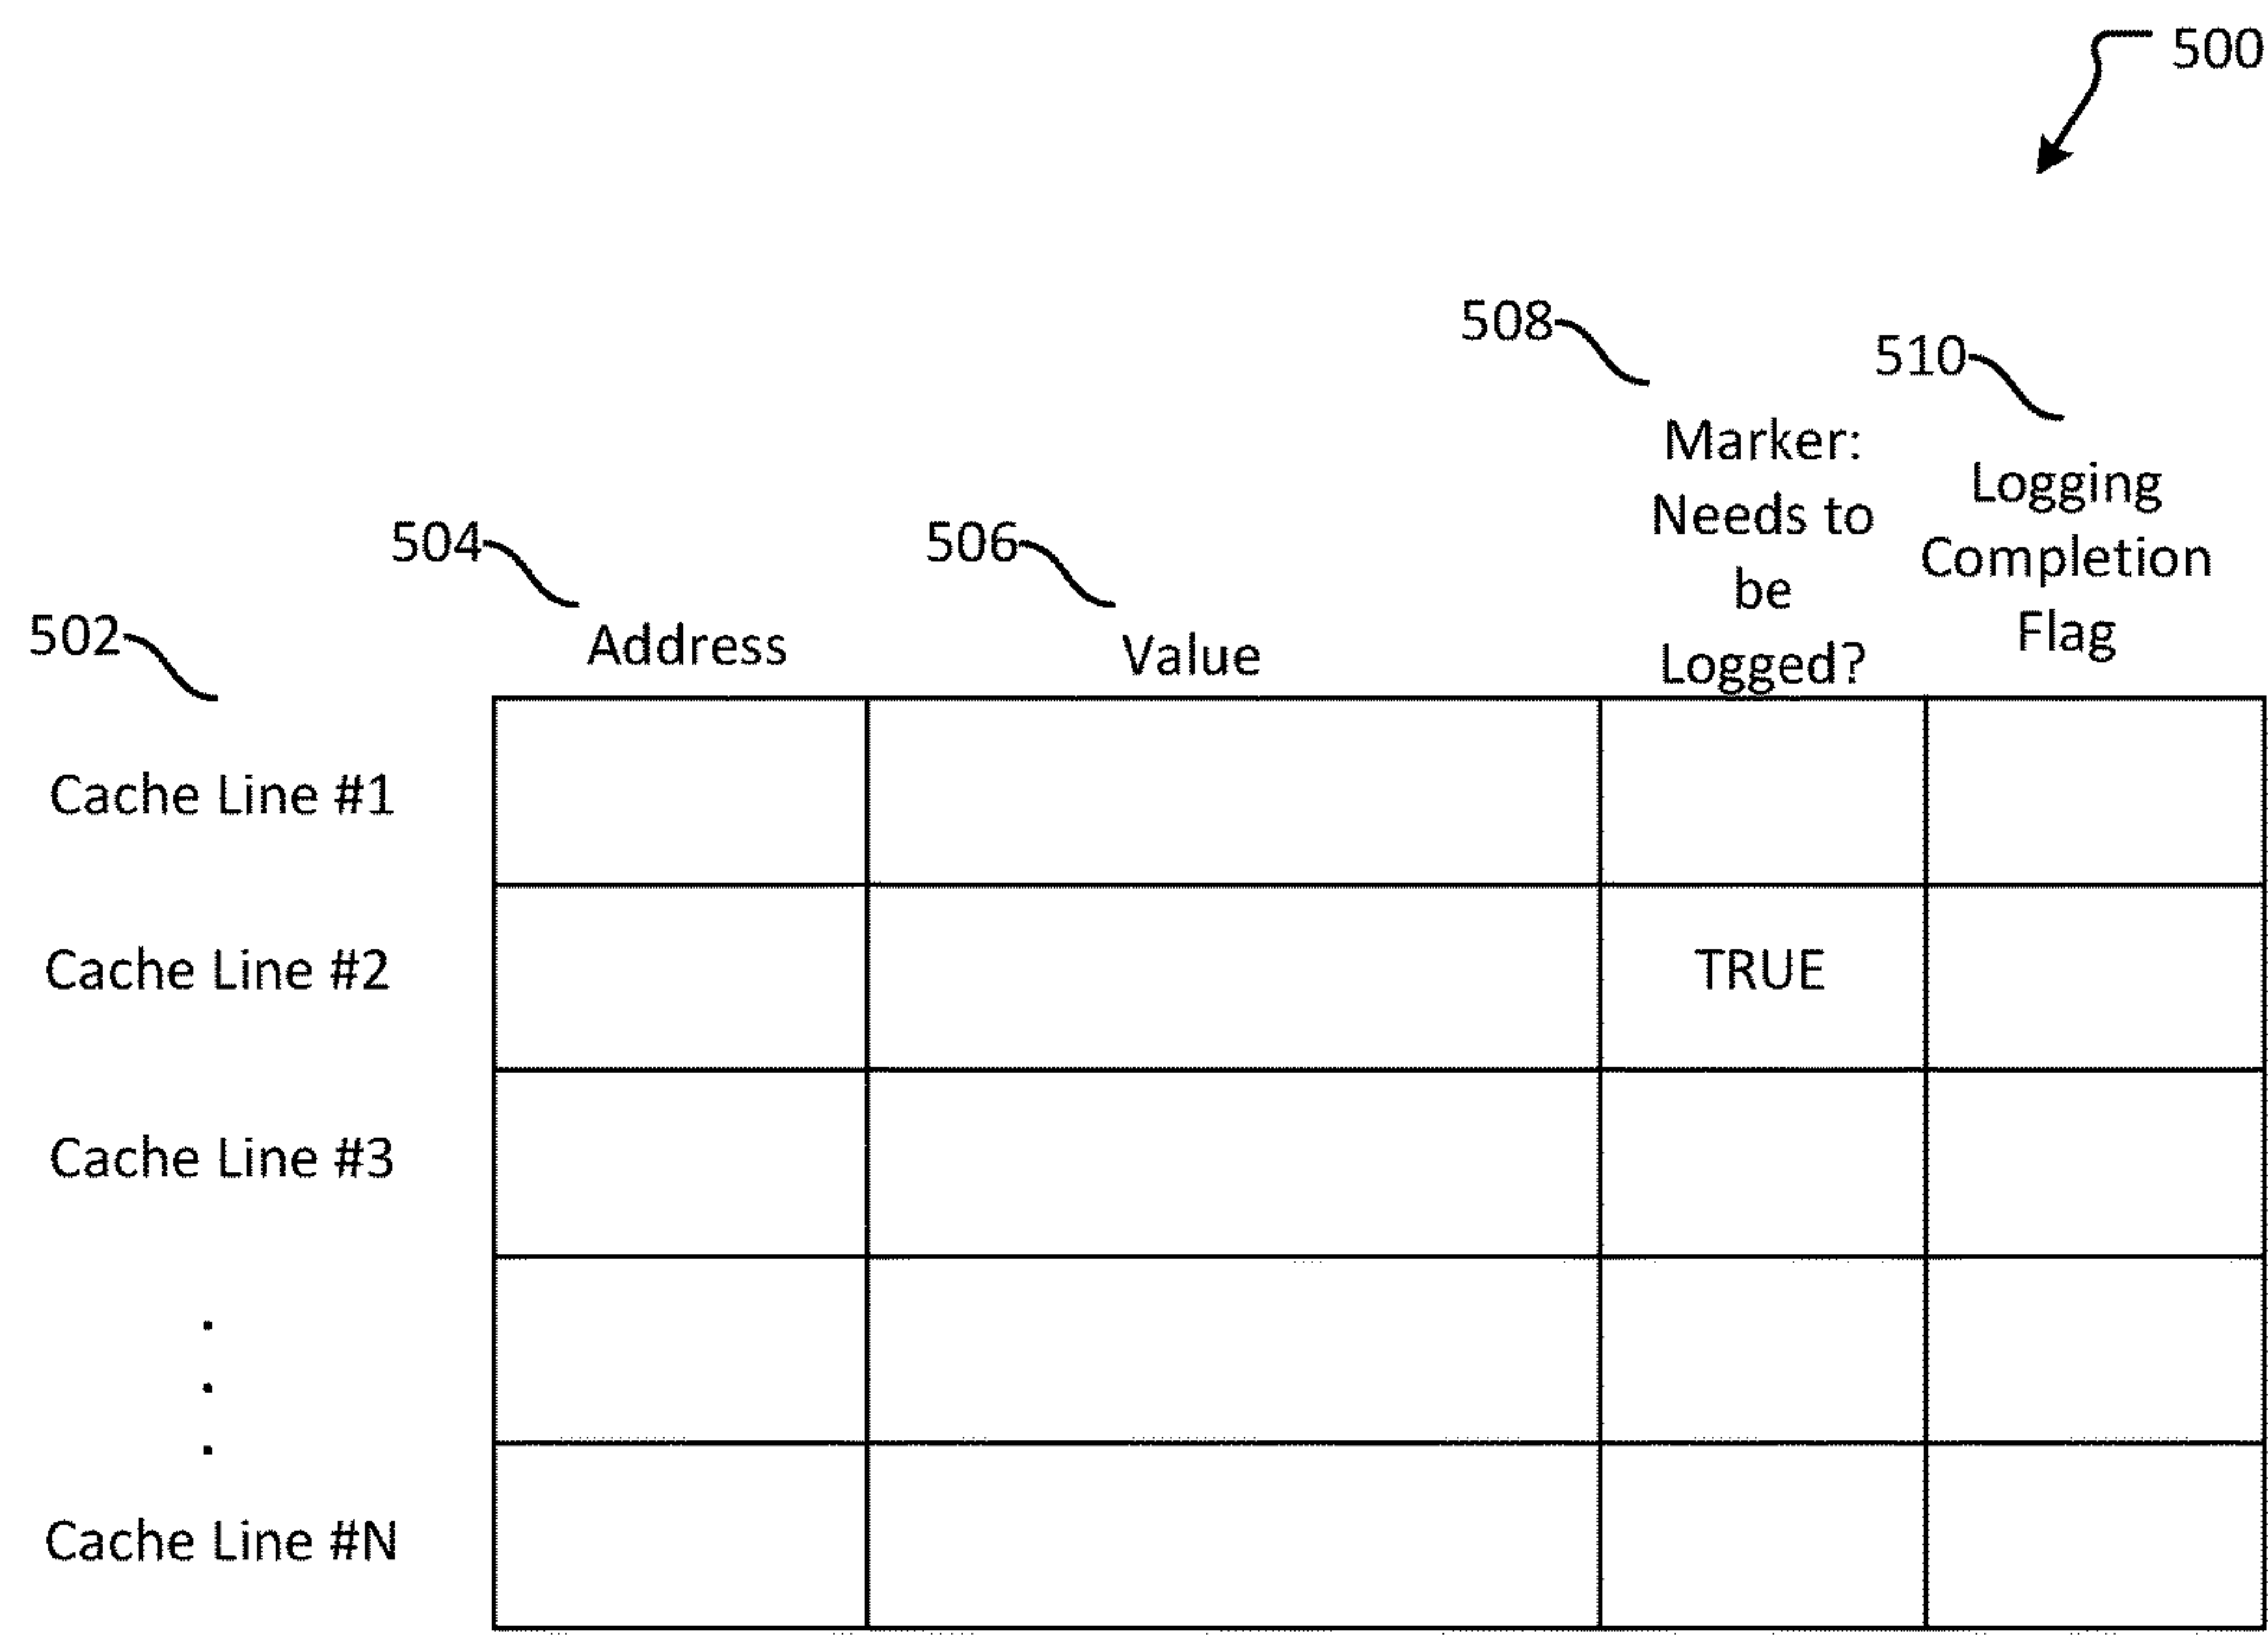 500
508
510
Marker:
Needs to
be
Logged?
Logging
Completion
Flag
504
506
Address
Value
502
Cache Line #1
Cache Line #2
TRUE
Cache Line #3
.
.
.
Cache Line #N